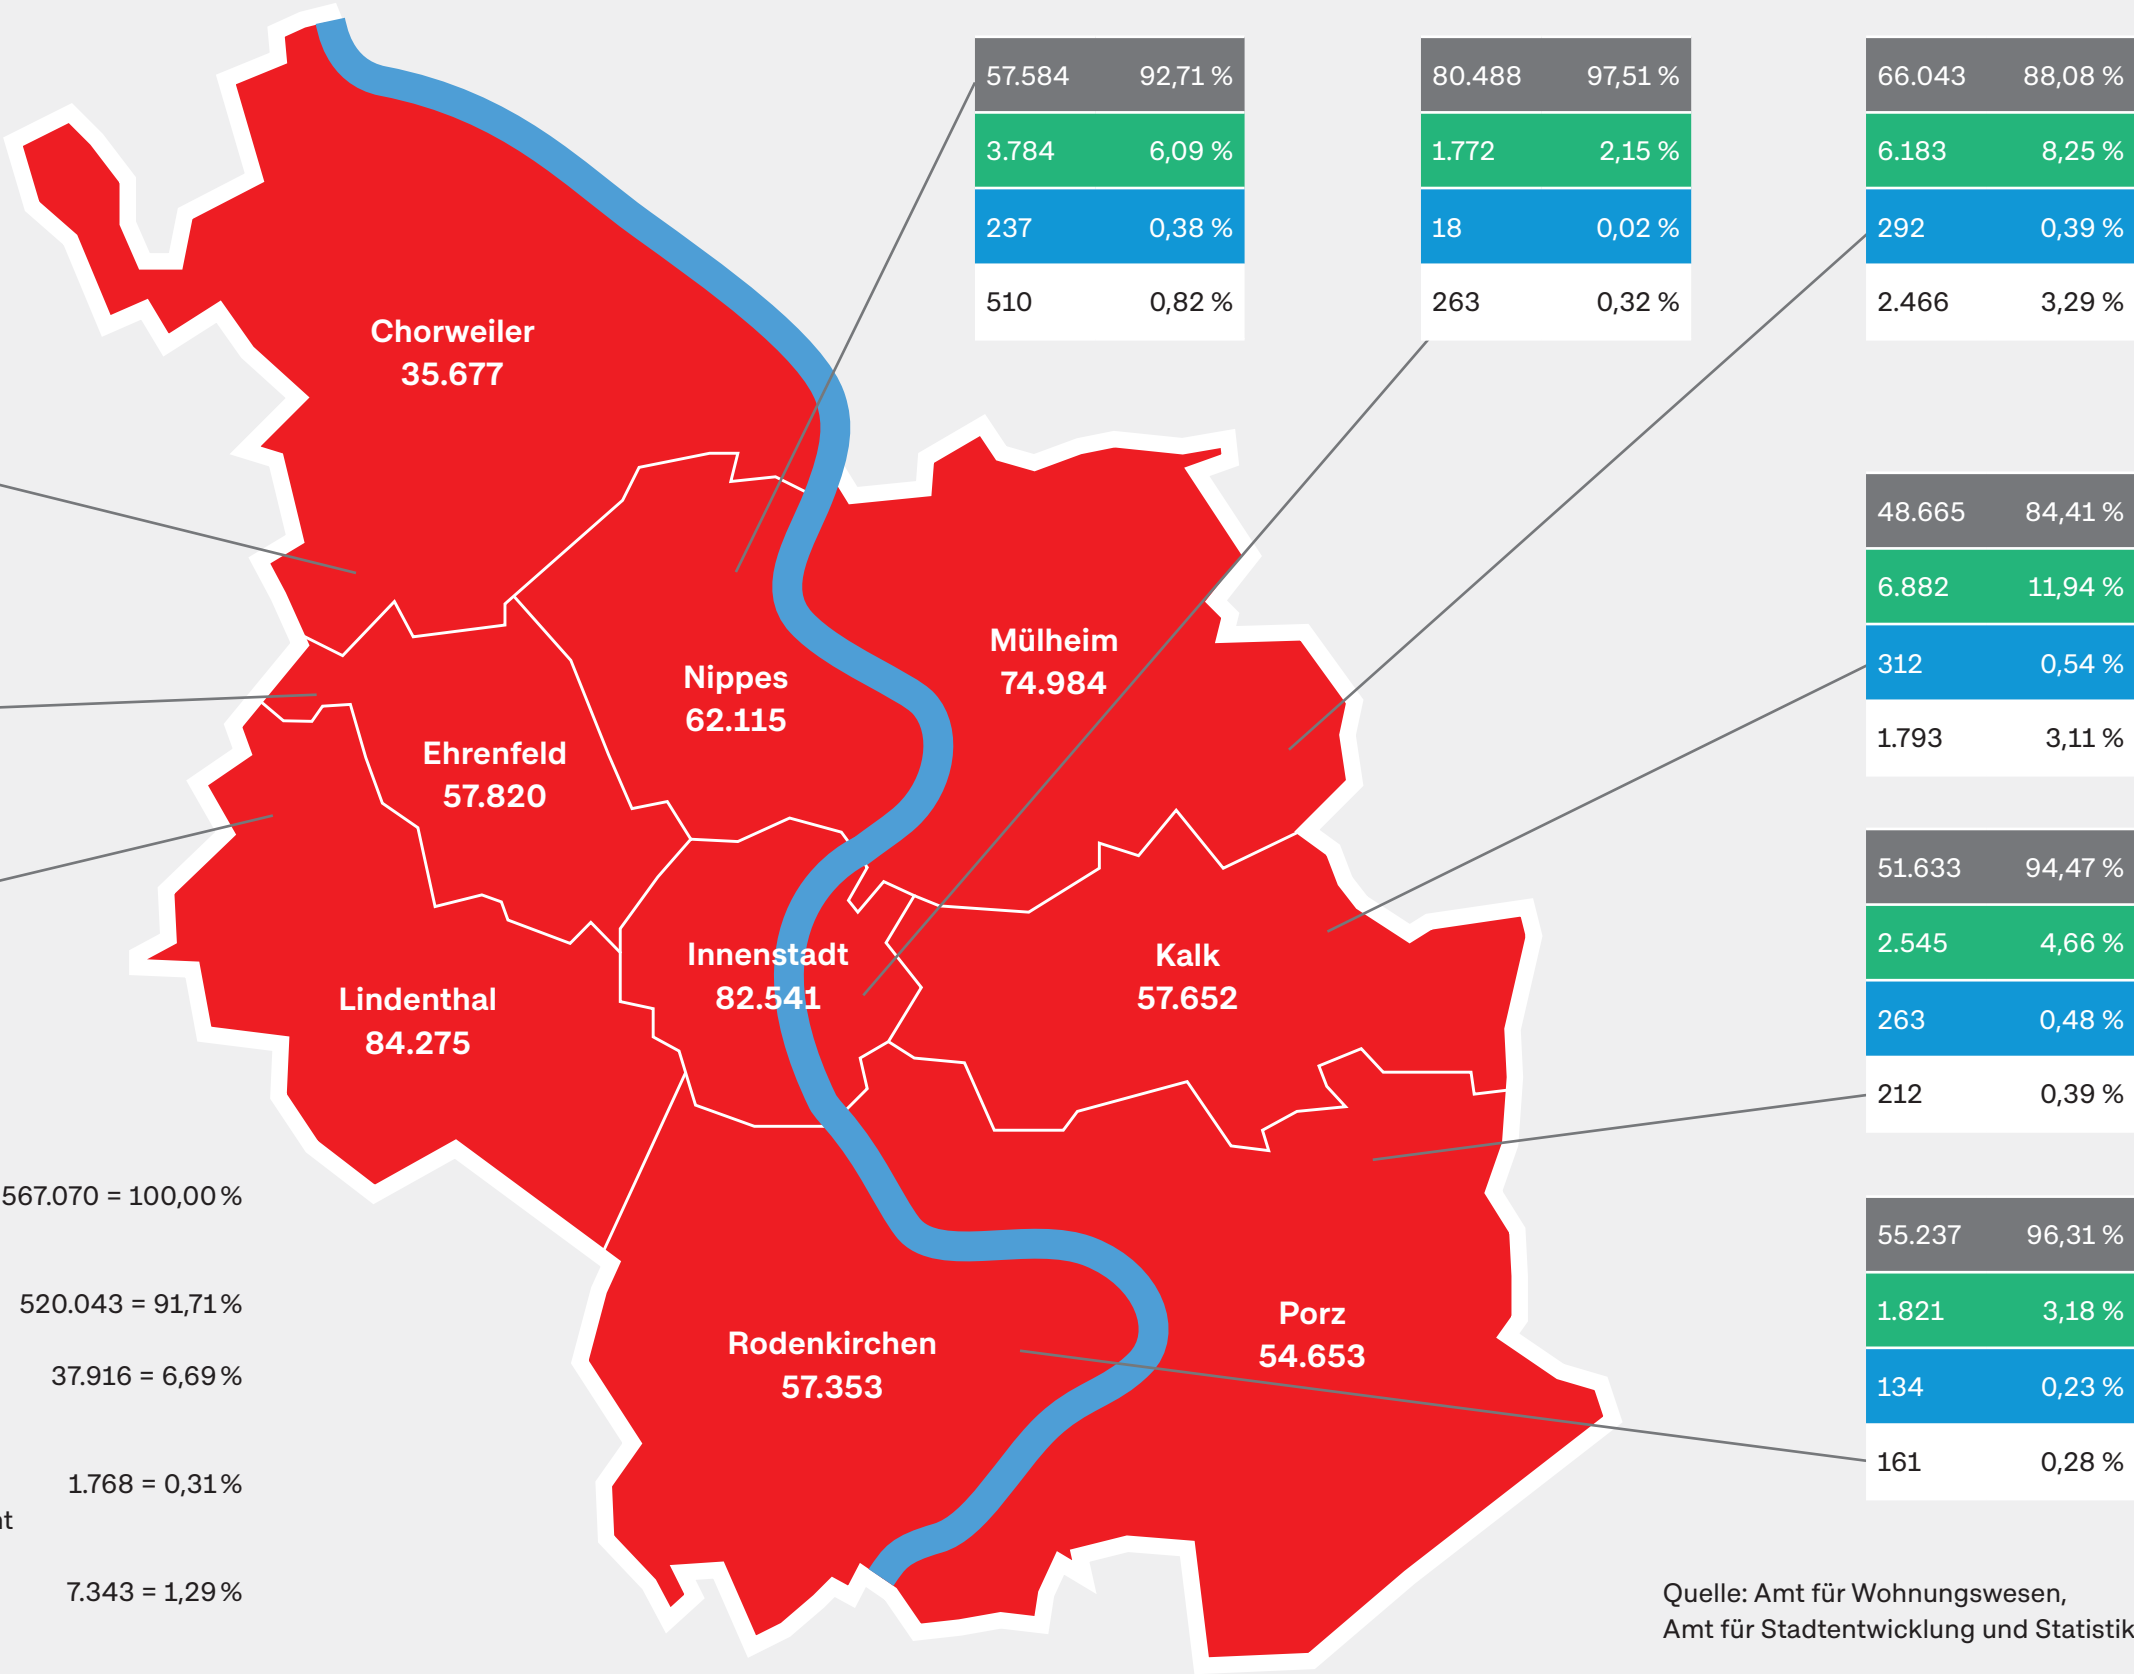 57.584 92,71 %
3.784 6,09 %
237 0,38 %
510 0,82 %
80.488 97,51 %
1.772 2,15 %
18 0,02 %
263 0,32 %
66.043 88,08 %
6.183 8,25 %
292 0,39 %
2.466 3,29 %
Chorweiler
35.677
48.665 84,41 %
6.882 11,94 %
312 0,54 %
1.793 3,11 %
Mülheim
74.984
Nippes
62.115
Ehrenfeld
57.820
51.633 94,47 %
2.545 4,66 %
263 0,48 %
212 0,39 %
Innenstadt
82.541
Kalk
57.652
Lindenthal
84.275
567.070 = 100,00 %
520.043 = 91,71 %
37.916 = 6,69 %
1.768 = 0,31 %
7.343 = 1,29 %
55.237 96,31 %
1.821 3,18 %
134 0,23 %
161 0,28 %
Porz
54.653
Rodenkirchen
57.353
Quelle: Amt für Wohnungswesen,
Amt für Stadtentwicklung und Statistik